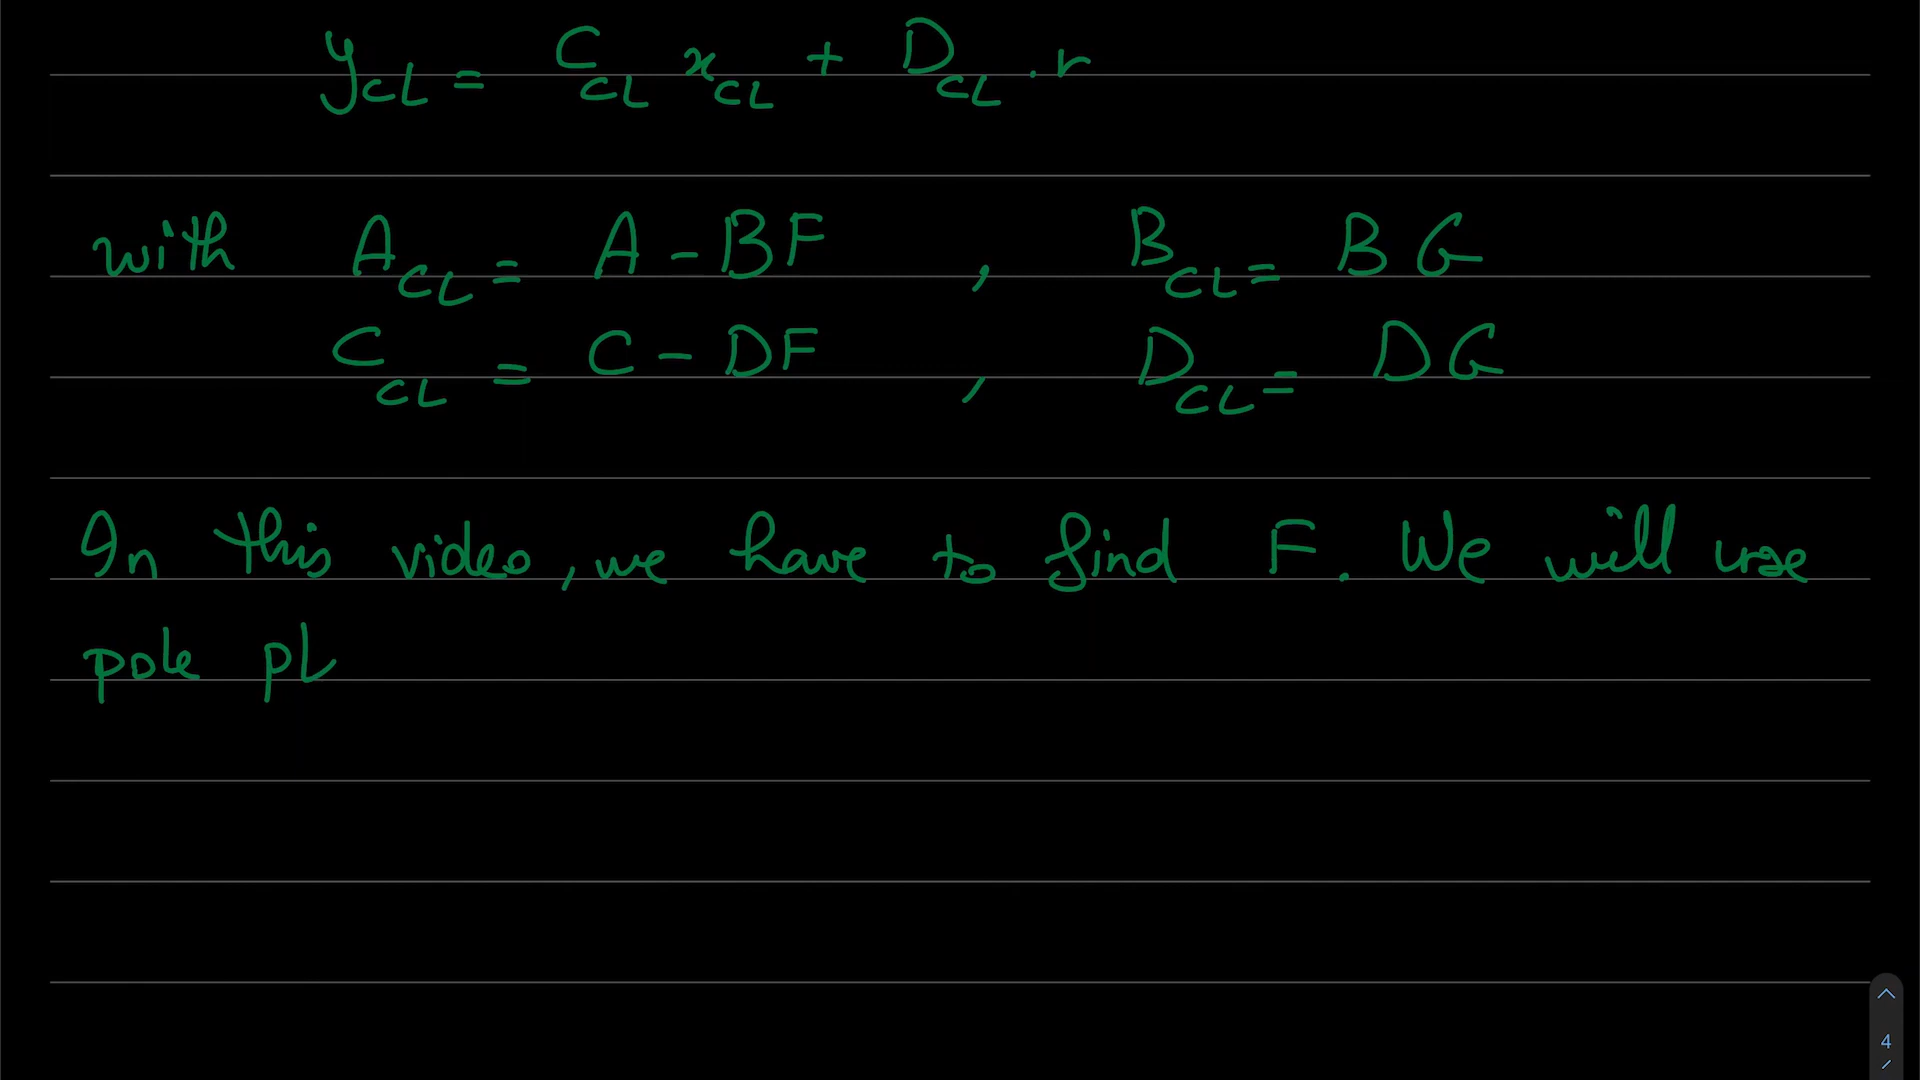 y_CL = C_CL x_CL + D_CL . r
with A_CL = A - BF , B_CL = BG
C_CL = C - DF , D_CL = DG
In this video, we have to find F. We will use
pole pl
4